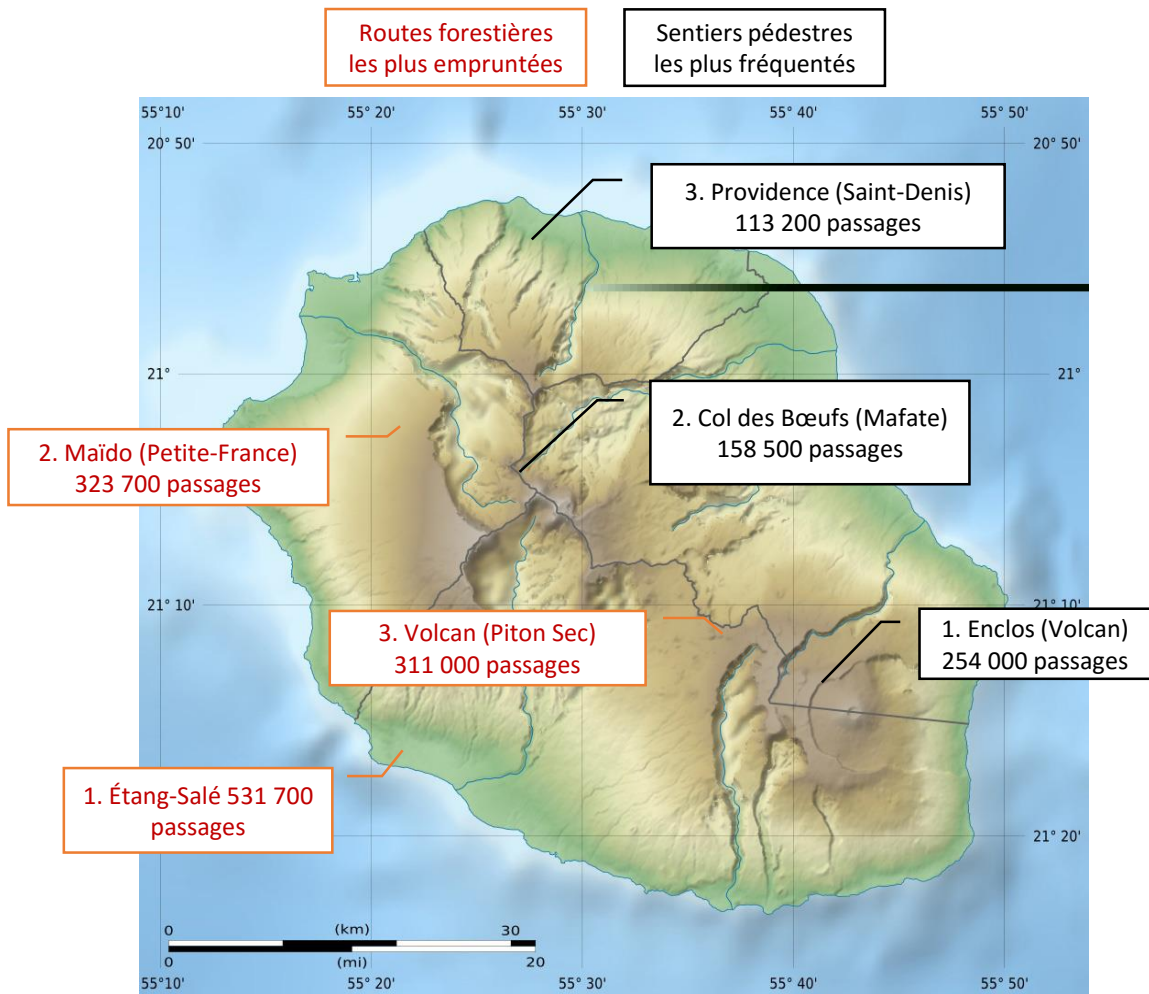 Routes forestières
les plus empruntées
Sentiers pédestres
les plus fréquentés
55°10'
55° 20'
55° 30'
55° 40'
55° 50'
20° 50'
20° 50'
3. Providence (Saint-Denis)
113 200 passages
21°
21°
2. Col des Bœufs (Mafate)
158 500 passages
2. Maïdo (Petite-France)
323 700 passages
21° 10'
21° 10'
3. Volcan (Piton Sec)
311 000 passages
1. Enclos (Volcan)
254 000 passages
1. Étang-Salé 531 700
passages
21° 20'
0 (km) 30
0 (mi) 20
55°10'
55° 20'
55° 30'
55° 40'
55° 50'